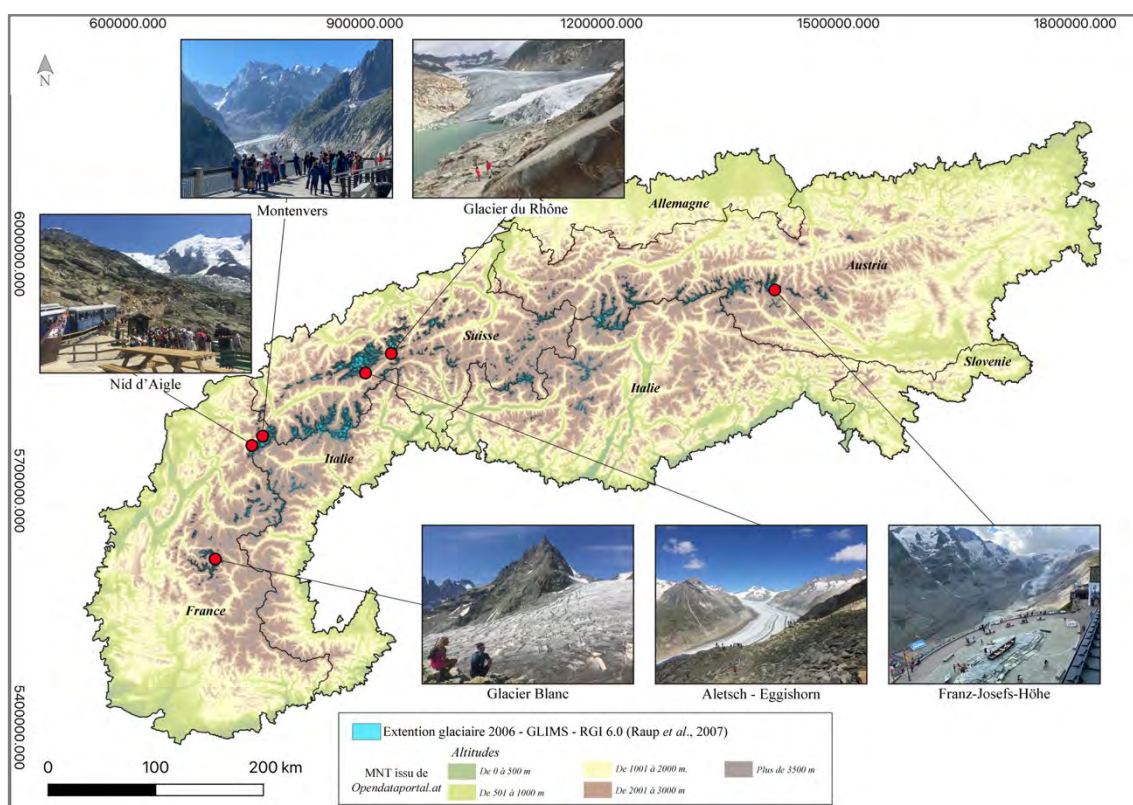 600000.000 900000.000 1200000.000 1500000.000 1800000.000
N
Montenvers
Glacier du Rhône
Nid d'Aigle
6000000.000
5700000.000
5400000.000
Allemagne
Austria
Suisse
Slovenie
Italie
Italie
France
Glacier Blanc
Aletsch - Eggishorn
Franz-Josefs-Höhe
0 100 200 km
Extention glaciaire 2006 - GLIMS - RGI 6.0 (Raup et al., 2007)
Altitudes
MNT issu de
Opendataportal.at
De 0 à 500 m
De 501 à 1000 m
De 1001 à 2000 m.
De 2001 à 3000 m
Plus de 3500 m